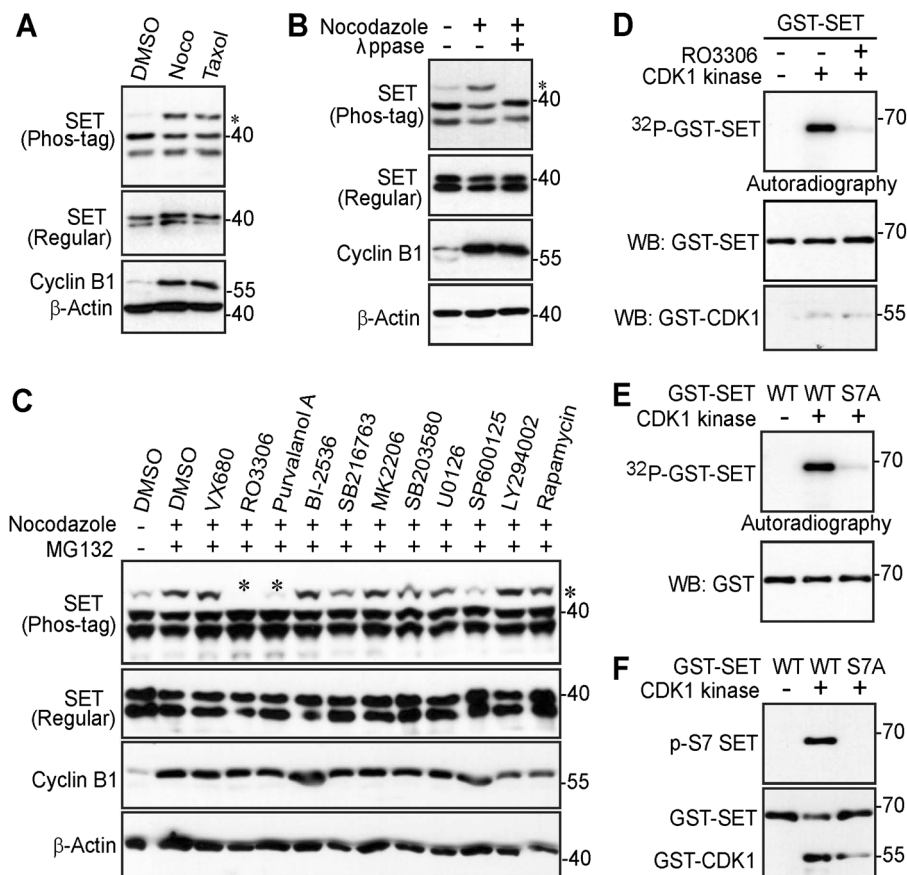 A
DMSO
Noco
Taxol
SET
(Phos-tag)
*
40
SET
(Regular)
40
Cyclin B1
55
β-Actin
40
B
Nocodazole - + +
λ ppase - - +
SET
(Phos-tag)
*
40
SET
(Regular)
40
Cyclin B1
55
β-Actin
40
C
DMSO
DMSO
VX680
RO3306
Purvalanol A
BI-2536
SB216763
MK2206
SB203580
U0126
SP600125
LY294002
Rapamycin
Nocodazole - + + + + + + + + + + + +
MG132 - + + + + + + + + + + + +
SET
(Phos-tag)
* *
*
40
SET
(Regular)
40
Cyclin B1
55
β-Actin
40
D
GST-SET
RO3306 - - +
CDK1 kinase - + +
32P-GST-SET
70
Autoradiography
WB: GST-SET
70
WB: GST-CDK1
55
E
GST-SET WT WT S7A
CDK1 kinase - + +
32P-GST-SET
70
Autoradiography
WB: GST
70
F
GST-SET WT WT S7A
CDK1 kinase - + +
p-S7 SET
70
GST-SET
70
GST-CDK1
55